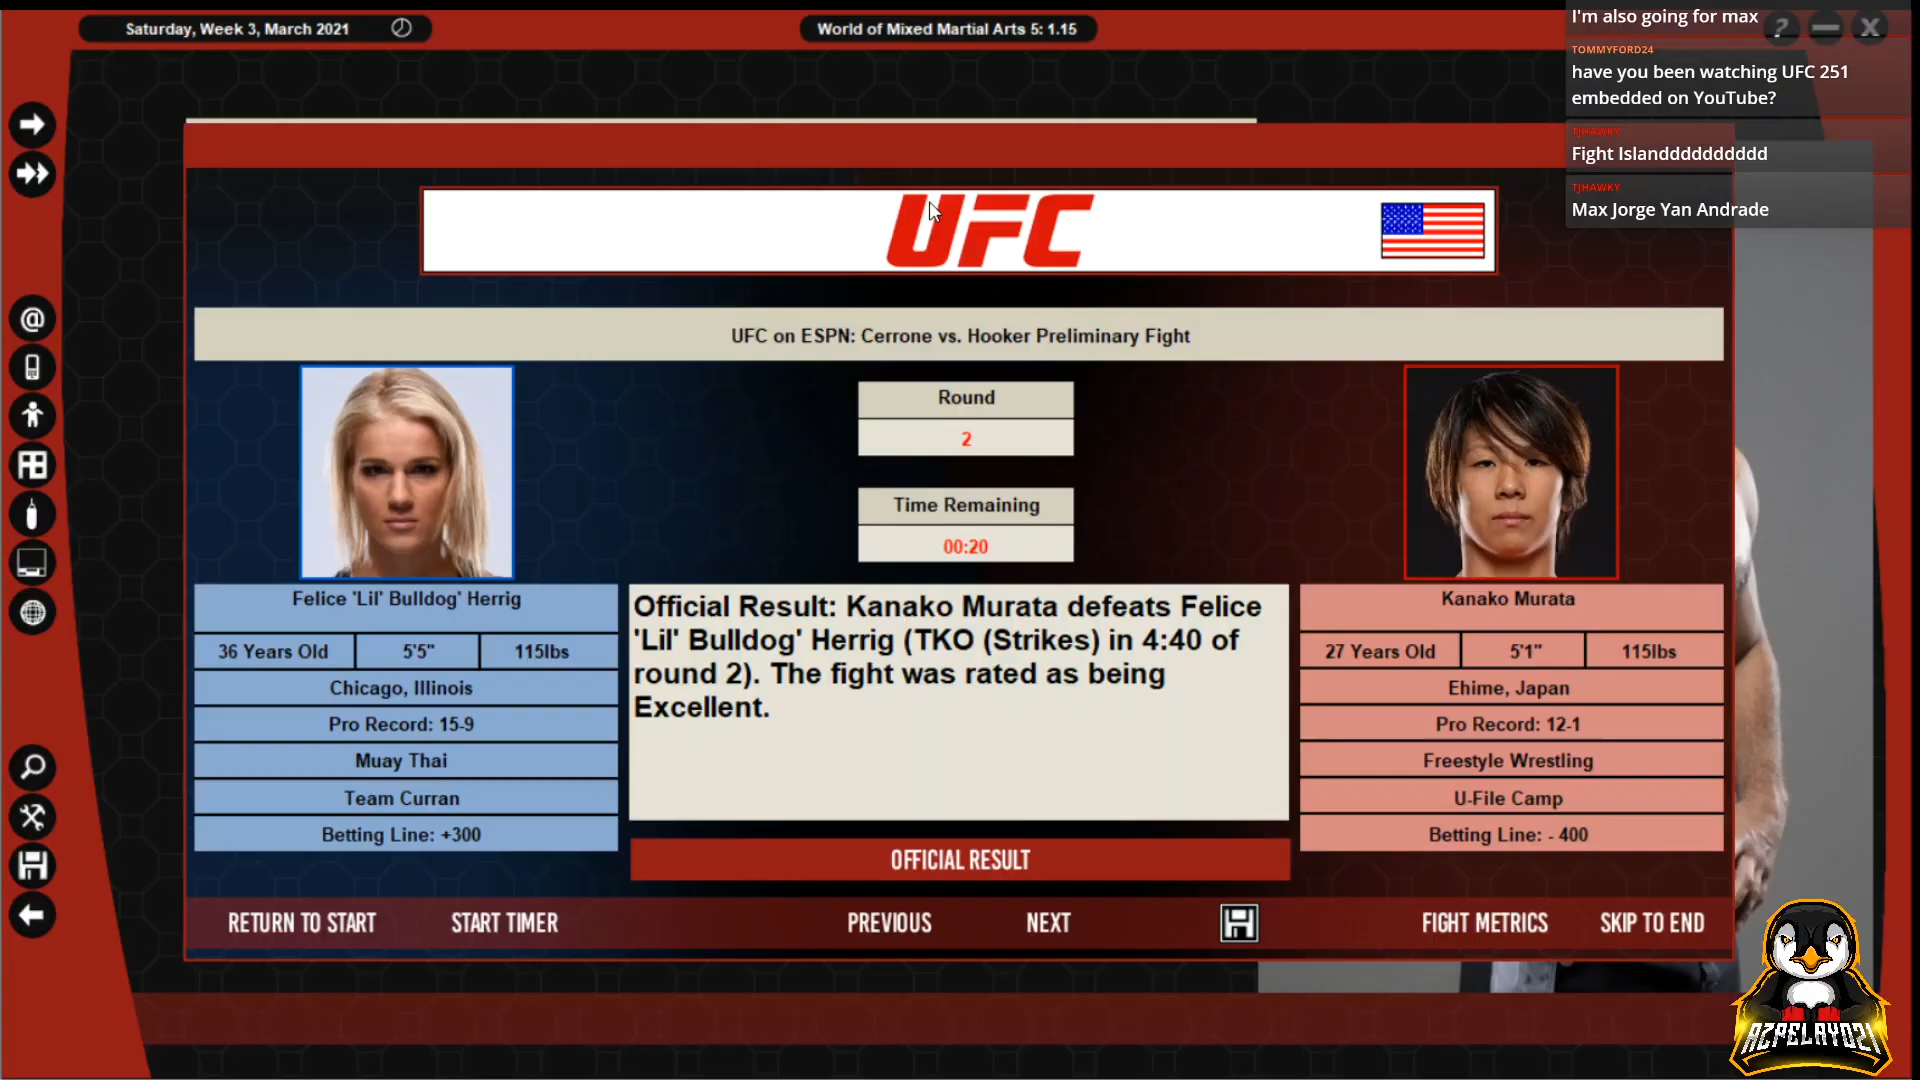 Saturday, Week 3, March 2021
World of Mixed Martial Arts 5: 1.15
I'm also going for max
TOMMYFORD24
have you been watching UFC 251
embedded on YouTube?
TJHAWKY
Fight Islanddddddddddd
TJHAWKY
Max Jorge Yan Andrade
UFC
UFC on ESPN: Cerrone vs. Hooker Preliminary Fight
Round
2
Time Remaining
00:20
Felice 'Lil' Bulldog' Herrig
36 Years Old 5'5" 115lbs
Chicago, Illinois
Pro Record: 15-9
Muay Thai
Team Curran
Betting Line: +300
Official Result: Kanako Murata defeats Felice
'Lil' Bulldog' Herrig (TKO (Strikes) in 4:40 of
round 2). The fight was rated as being
Excellent.
OFFICIAL RESULT
Kanako Murata
27 Years Old 5'1" 115lbs
Ehime, Japan
Pro Record: 12-1
Freestyle Wrestling
U-File Camp
Betting Line: - 400
RETURN TO START START TIMER PREVIOUS NEXT FIGHT METRICS SKIP TO END
AZPELAYO21